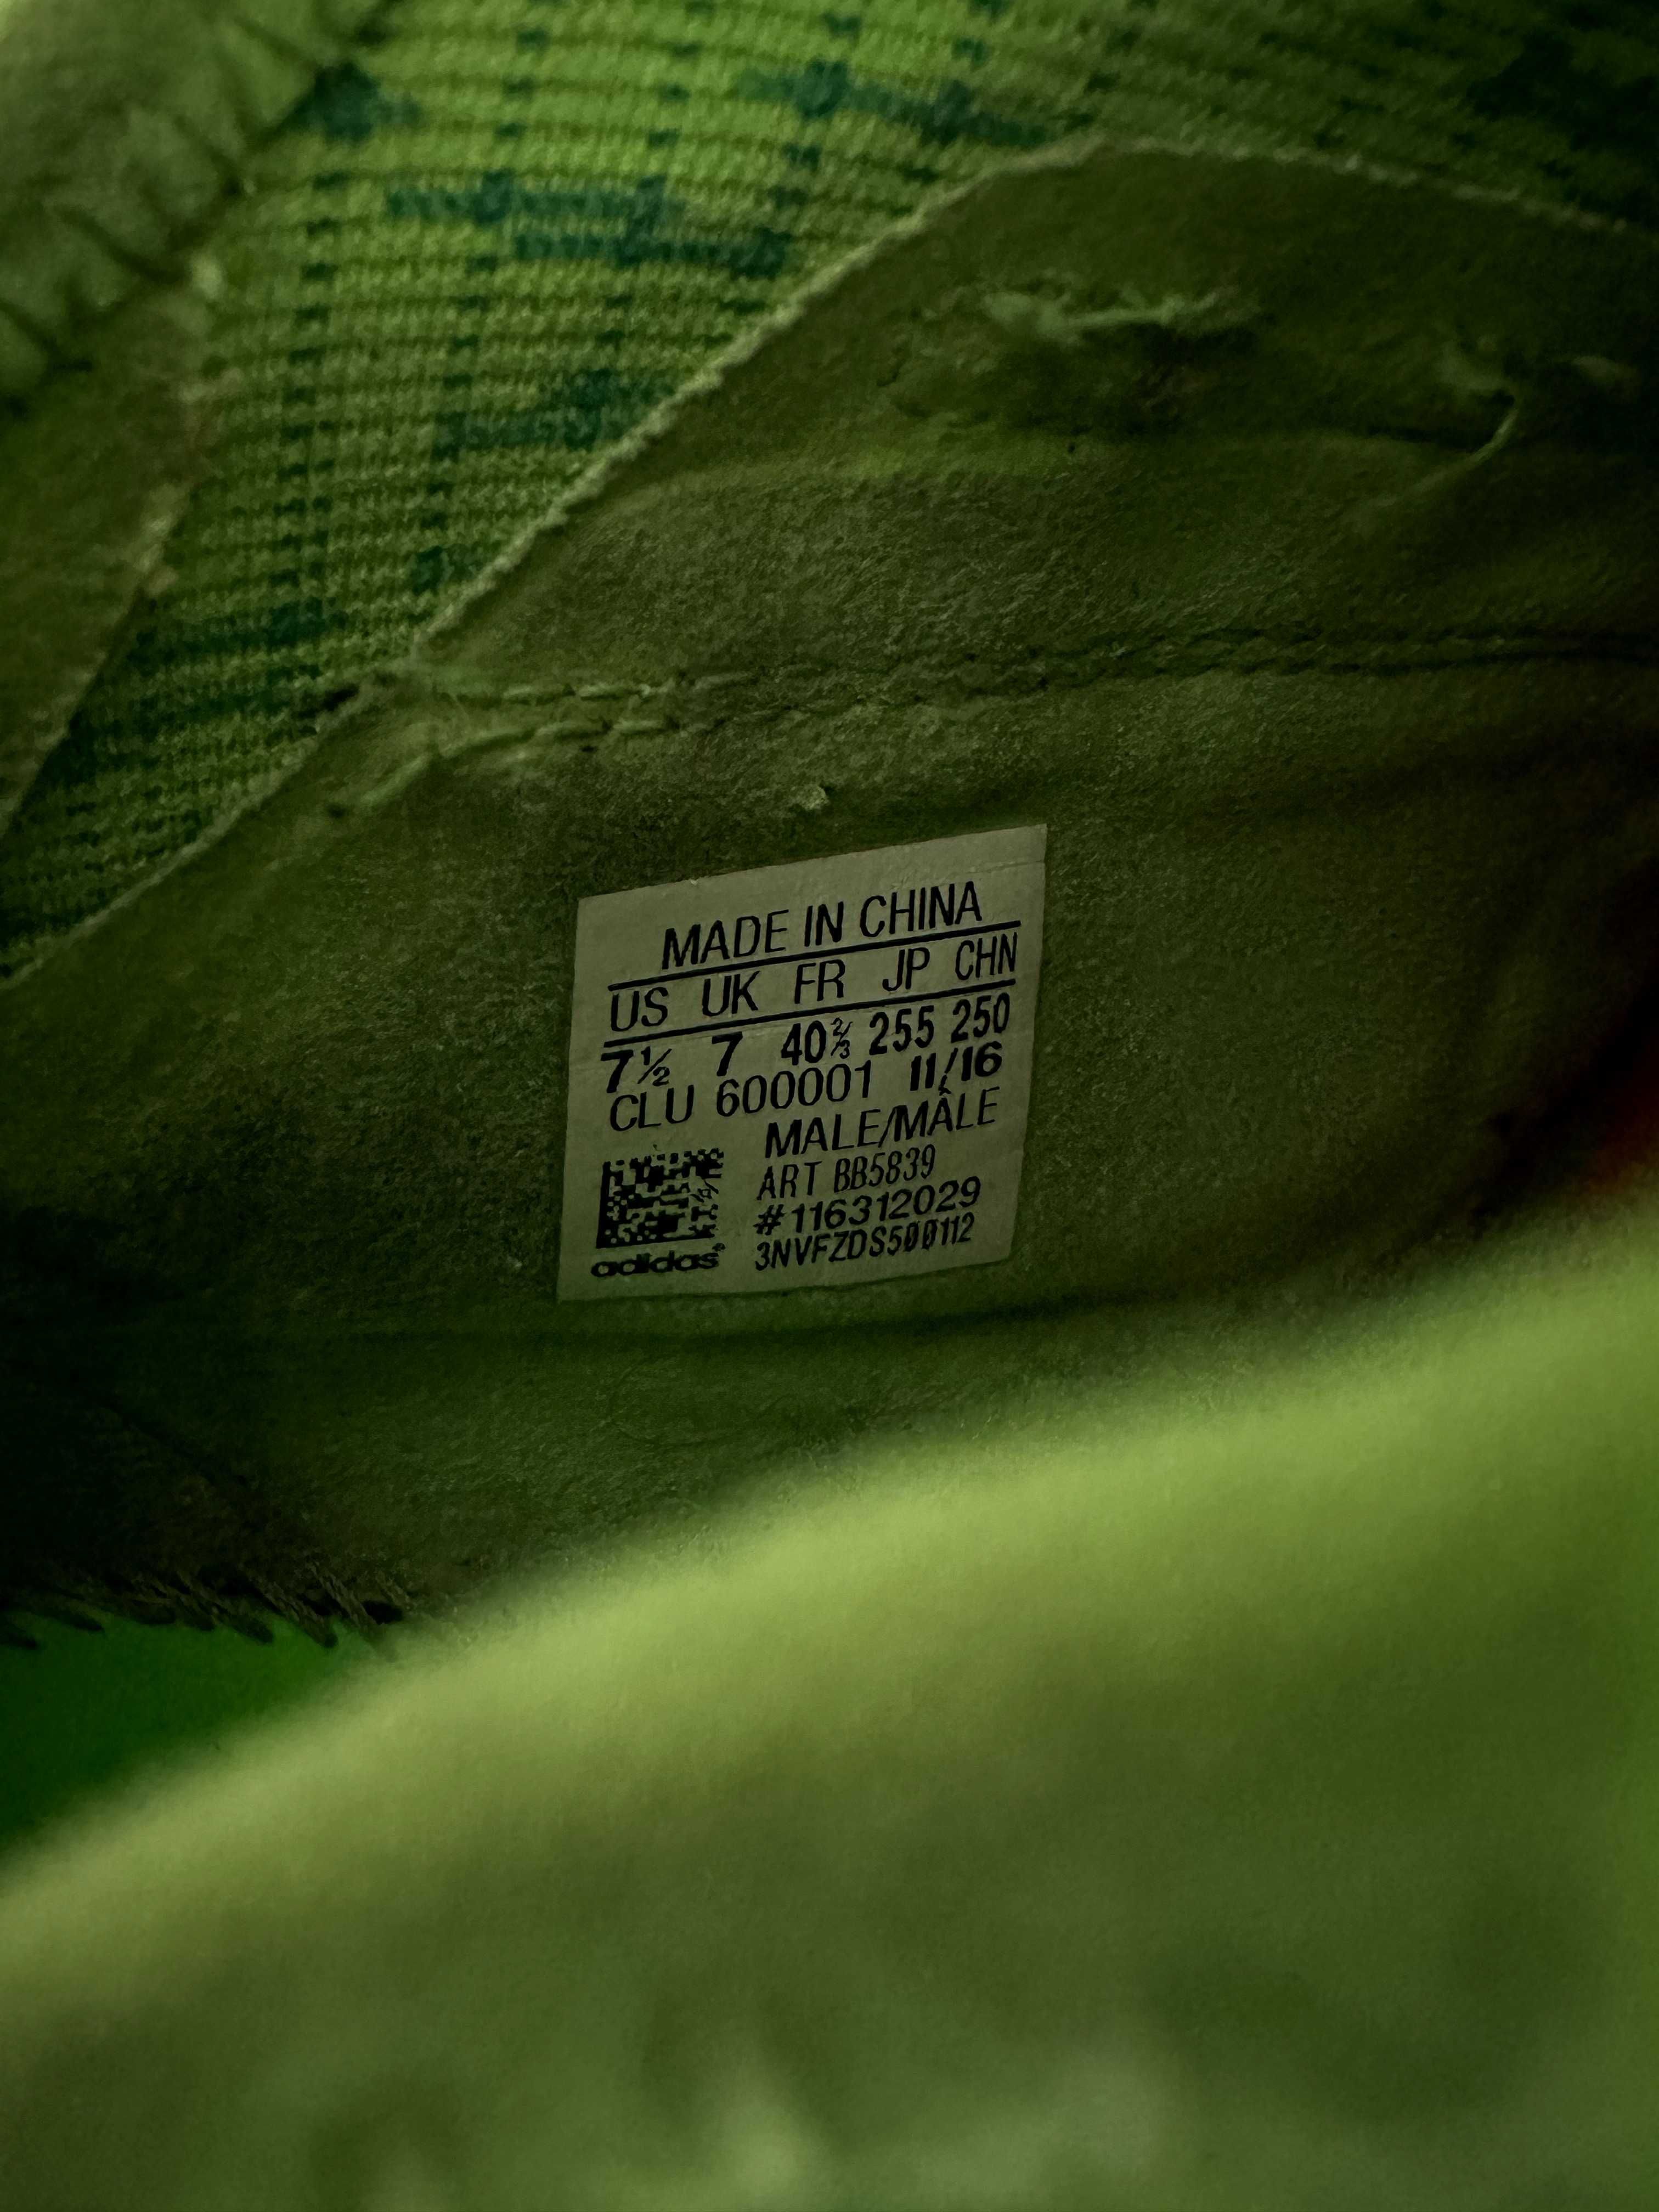 MADE IN CHINA
US UK FR JP CHN
7½ 7 40⅔ 255 250
CLU 600001 11/16
MALE/MÂLE
ART BB5839
#116312029
3NVFZDS500112
adidas